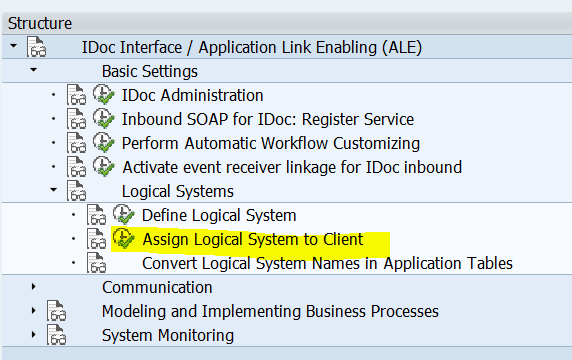 Structure
IDoc Interface / Application Link Enabling (ALE)
Basic Settings
IDoc Administration
Inbound SOAP for IDoc: Register Service
Perform Automatic Workflow Customizing
Activate event receiver linkage for IDoc inbound
Logical Systems
Define Logical System
Assign Logical System to Client
Convert Logical System Names in Application Tables
Communication
Modeling and Implementing Business Processes
System Monitoring